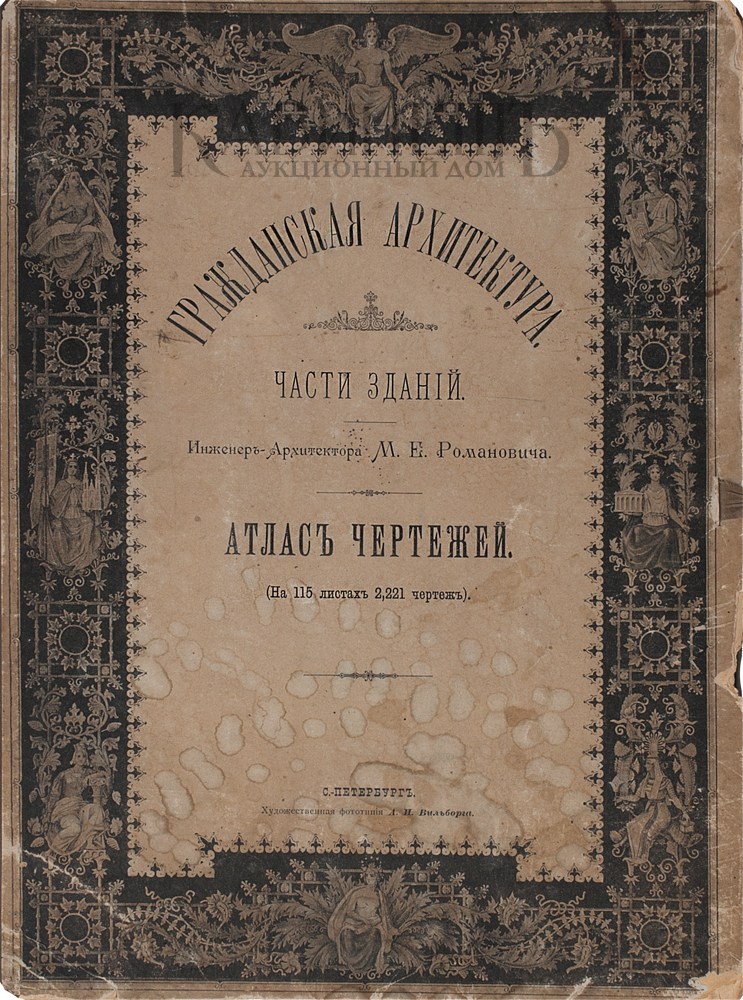 АУКЦИОННЫЙ ДОМ
ГРАЖДАНСКАЯ АРХИТЕКТУРА.
ЧАСТИ ЗДАНІЙ.
Инженеръ-Архитектора М. Е. Романовича.
АТЛАСЪ ЧЕРТЕЖЕЙ.
(На 115 листахъ 2,221 чертежъ).
С.-ПЕТЕРБУРГЪ.
Художественная фототипія А. И. Вильборга.